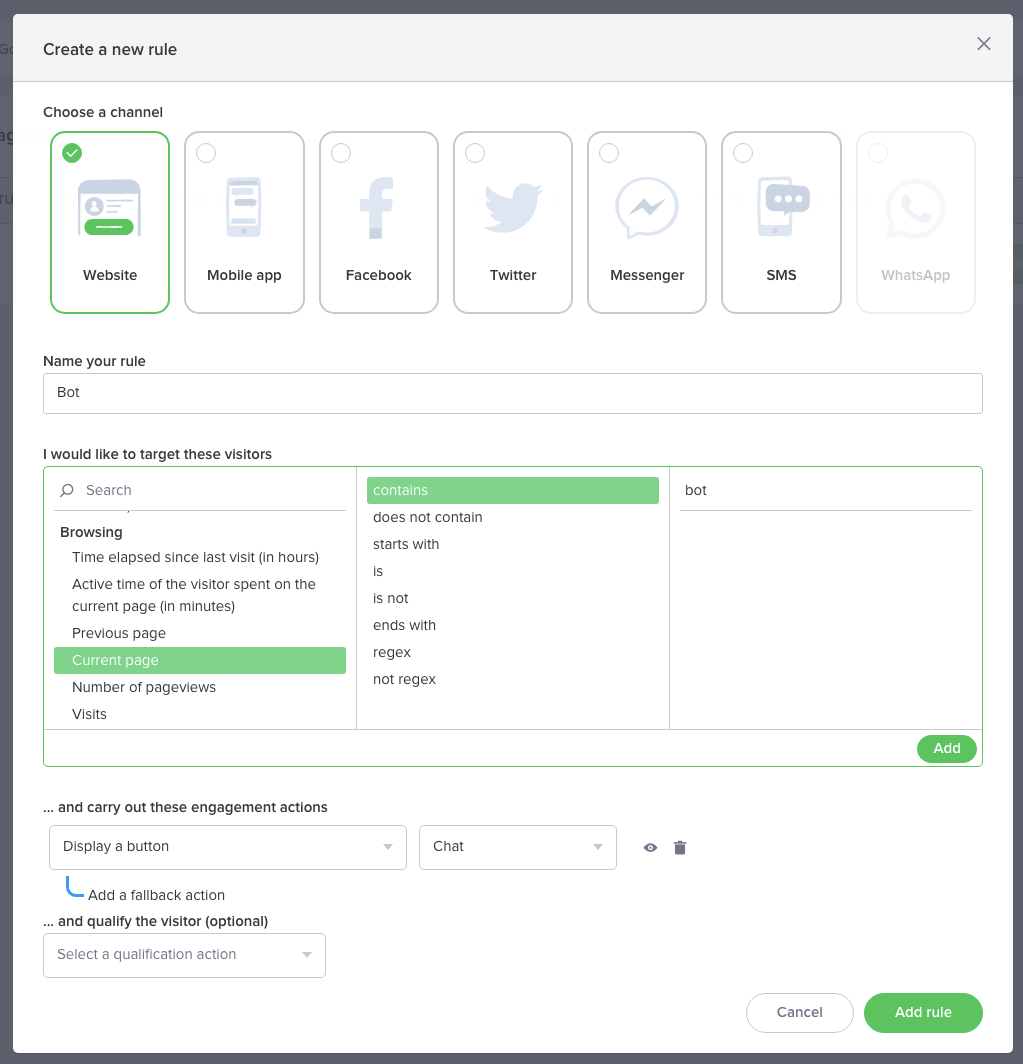 Create a new rule
Choose a channel
Website
Mobile app
Facebook
Twitter
Messenger
SMS
WhatsApp
Name your rule
Bot
I would like to target these visitors
Search
Browsing
Time elapsed since last visit (in hours)
Active time of the visitor spent on the
current page (in minutes)
Previous page
Current page
Number of pageviews
Visits
contains
does not contain
starts with
is
is not
ends with
regex
not regex
bot
Add
... and carry out these engagement actions
Display a button
Chat
Add a fallback action
... and qualify the visitor (optional)
Select a qualification action
Cancel
Add rule